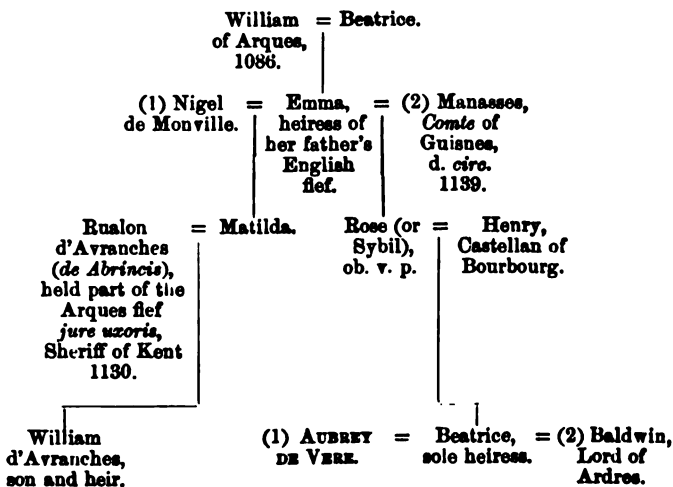 William = Beatrice.
of Arques,
1086.
(1) Nigel = Emma, = (2) Manasses,
de Monville. heiress of Comte of
her father's Guisnes,
English d. circ.
fief. 1139.
Rualon = Matilda. Rose (or = Henry,
d'Avranches Sybil), Castellan of
(de Abrincis), ob. v. p. Bourbourg.
held part of the
Arques fief
jure uxoris,
Sheriff of Kent
1130.
William (1) AUBREY = Beatrice, = (2) Baldwin,
d'Avranches, DE VERE. sole heiress. Lord of
son and heir. Ardres.